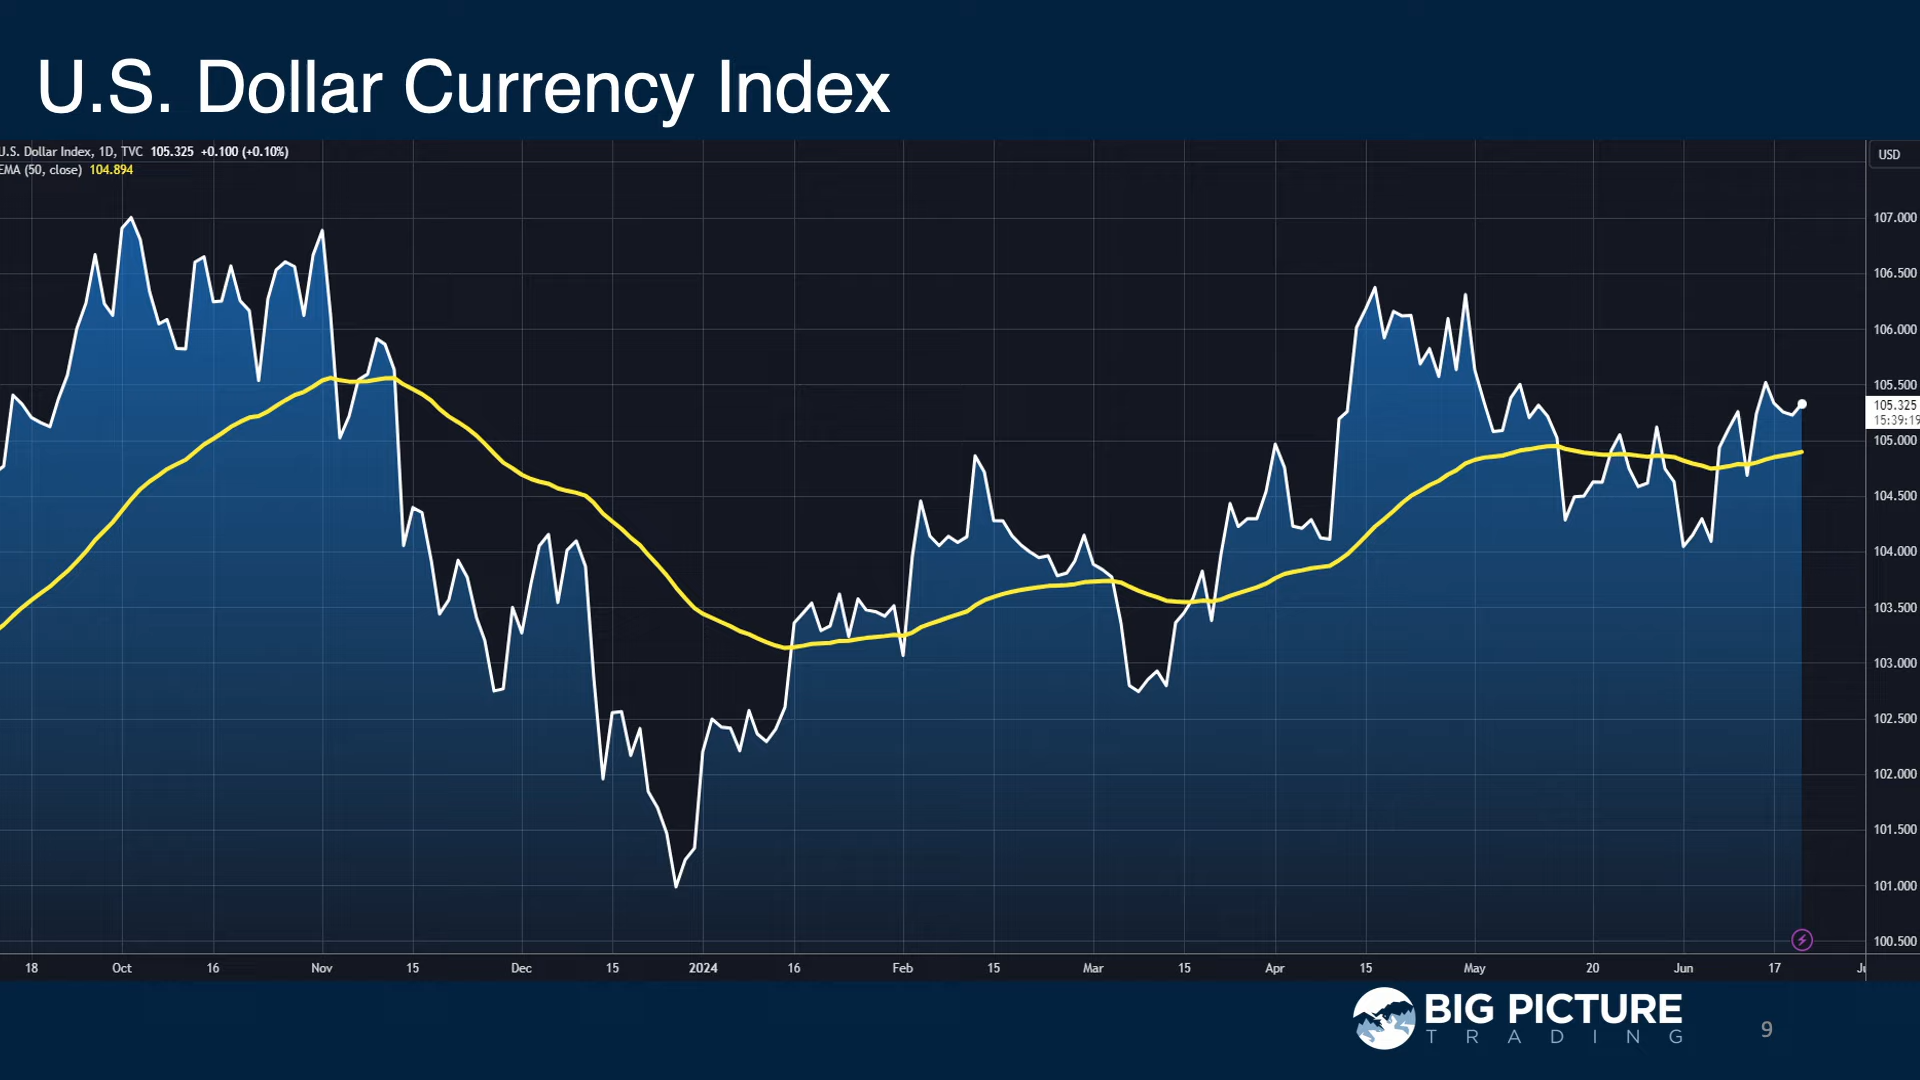 U.S. Dollar Currency Index
U.S. Dollar Index, 1D, TVC 105.325 +0.100 (+0.10%)
EMA (50, close) 104.894
USD
107.000
106.500
106.000
105.500
105.325
15:39:19
105.000
104.500
104.000
103.500
103.000
102.500
102.000
101.500
101.000
100.500
18 Oct 16 Nov 15 Dec 15 2024 16 Feb 15 Mar 15 Apr 15 May 20 Jun 17
BIG PICTURE
TRADING
9